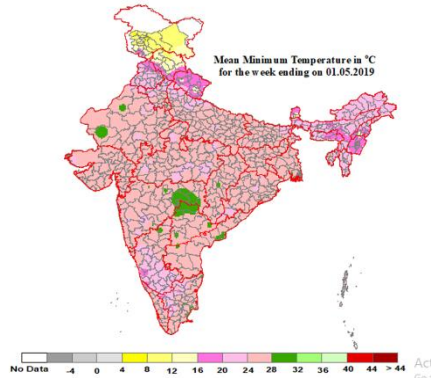 Mean Minimum Temperature in °C
for the week ending on 01.05.2019
No Data -4 0 4 8 12 16 20 24 28 32 36 40 44 > 44
Act